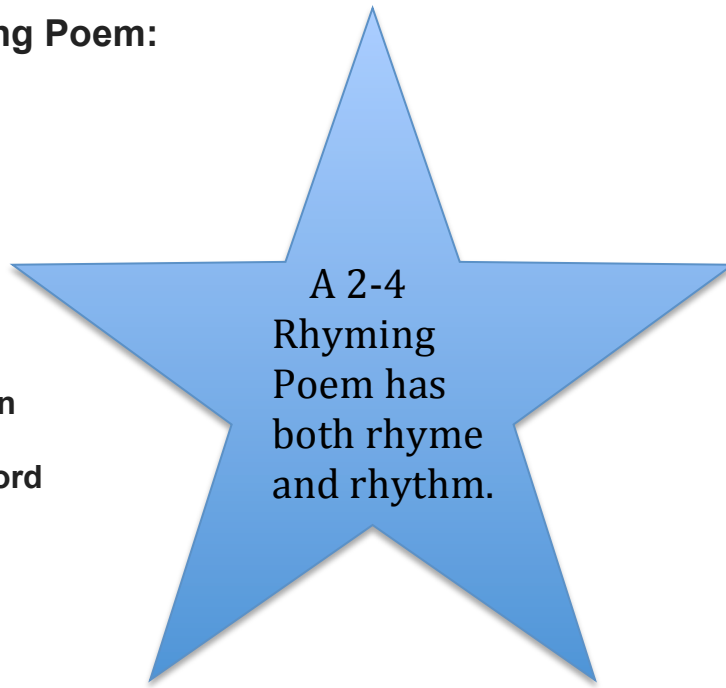 ng Poem:
A 2-4
Rhyming
Poem has
both rhyme
and rhythm.
n
ord